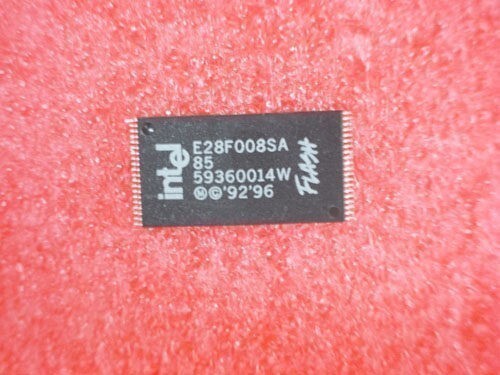 intel
E28F008SA
85
59360014W
Ⓜ©'92'96
FLASH